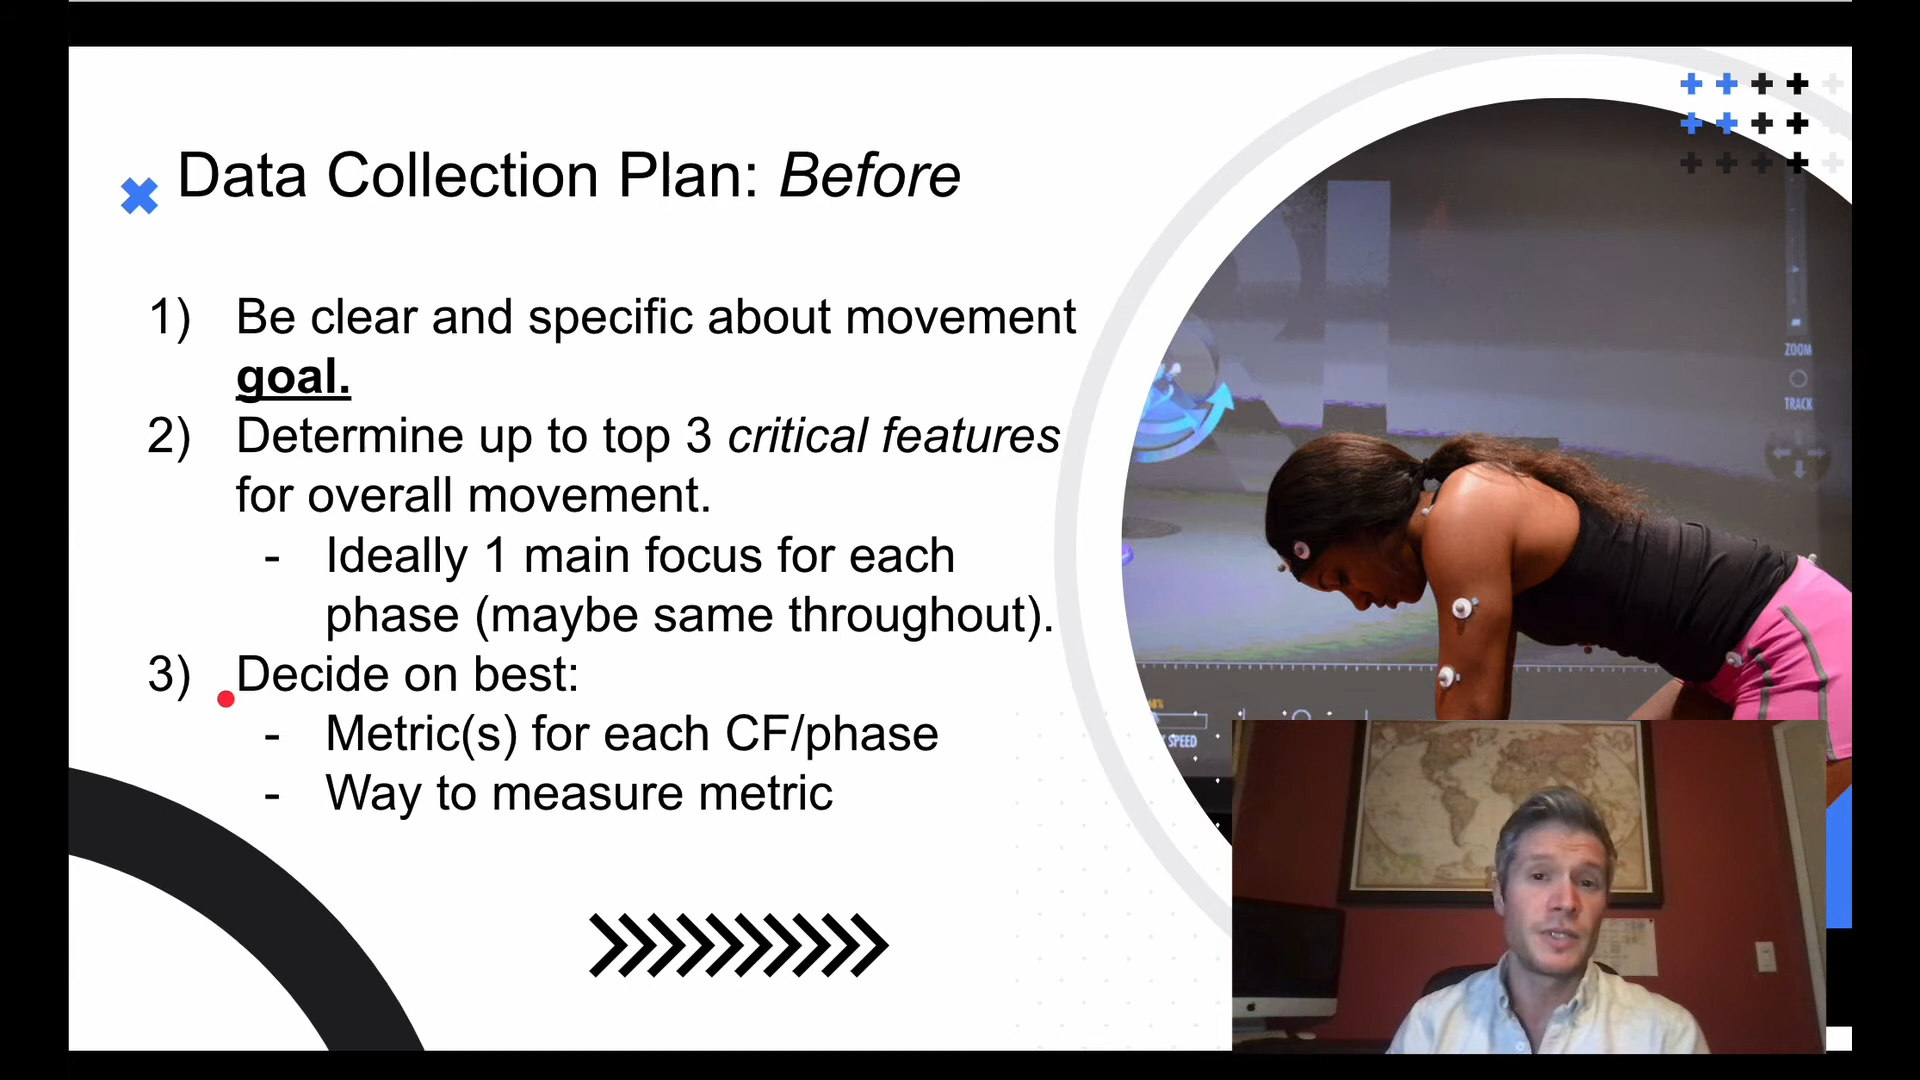 Data Collection Plan: Before
1) Be clear and specific about movement
goal.
2) Determine up to top 3 critical features
for overall movement.
- Ideally 1 main focus for each
phase (maybe same throughout).
3) Decide on best:
- Metric(s) for each CF/phase
- Way to measure metric
ZOOM
TRACK
SPEED